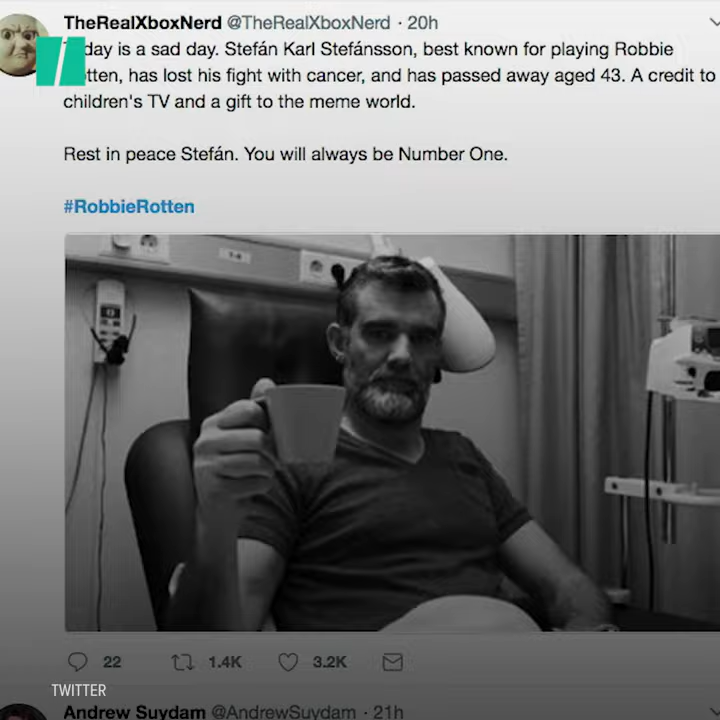 TheRealXboxNerd @TheRealXboxNerd · 20h
day is a sad day. Stefán Karl Stefánsson, best known for playing Robbie
tten, has lost his fight with cancer, and has passed away aged 43. A credit to
children's TV and a gift to the meme world.
Rest in peace Stefán. You will always be Number One.
#RobbieRotten
22 1.4K 3.2K
TWITTER
Andrew Suydam @AndrewSuydam · 21h